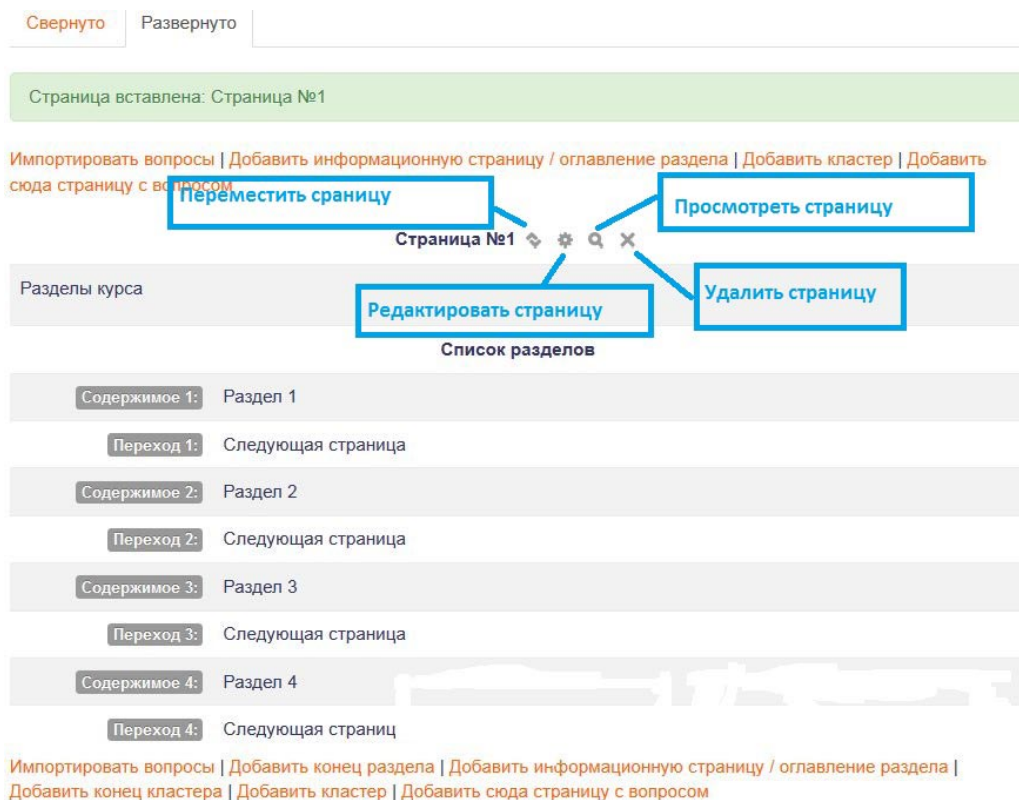 Свернуто Развернуто
Страница вставлена: Страница №1
Импортировать вопросы | Добавить информационную страницу / оглавление раздела | Добавить кластер | Добавить
сюда страницу с вопросом
Переместить сраницу
Просмотреть страницу
Страница №1
Разделы курса
Редактировать страницу
Удалить страницу
Список разделов
Содержимое 1: Раздел 1
Переход 1: Следующая страница
Содержимое 2: Раздел 2
Переход 2: Следующая страница
Содержимое 3: Раздел 3
Переход 3: Следующая страница
Содержимое 4: Раздел 4
Переход 4: Следующая страниц
Импортировать вопросы | Добавить конец раздела | Добавить информационную страницу / оглавление раздела |
Добавить конец кластера | Добавить кластер | Добавить сюда страницу с вопросом